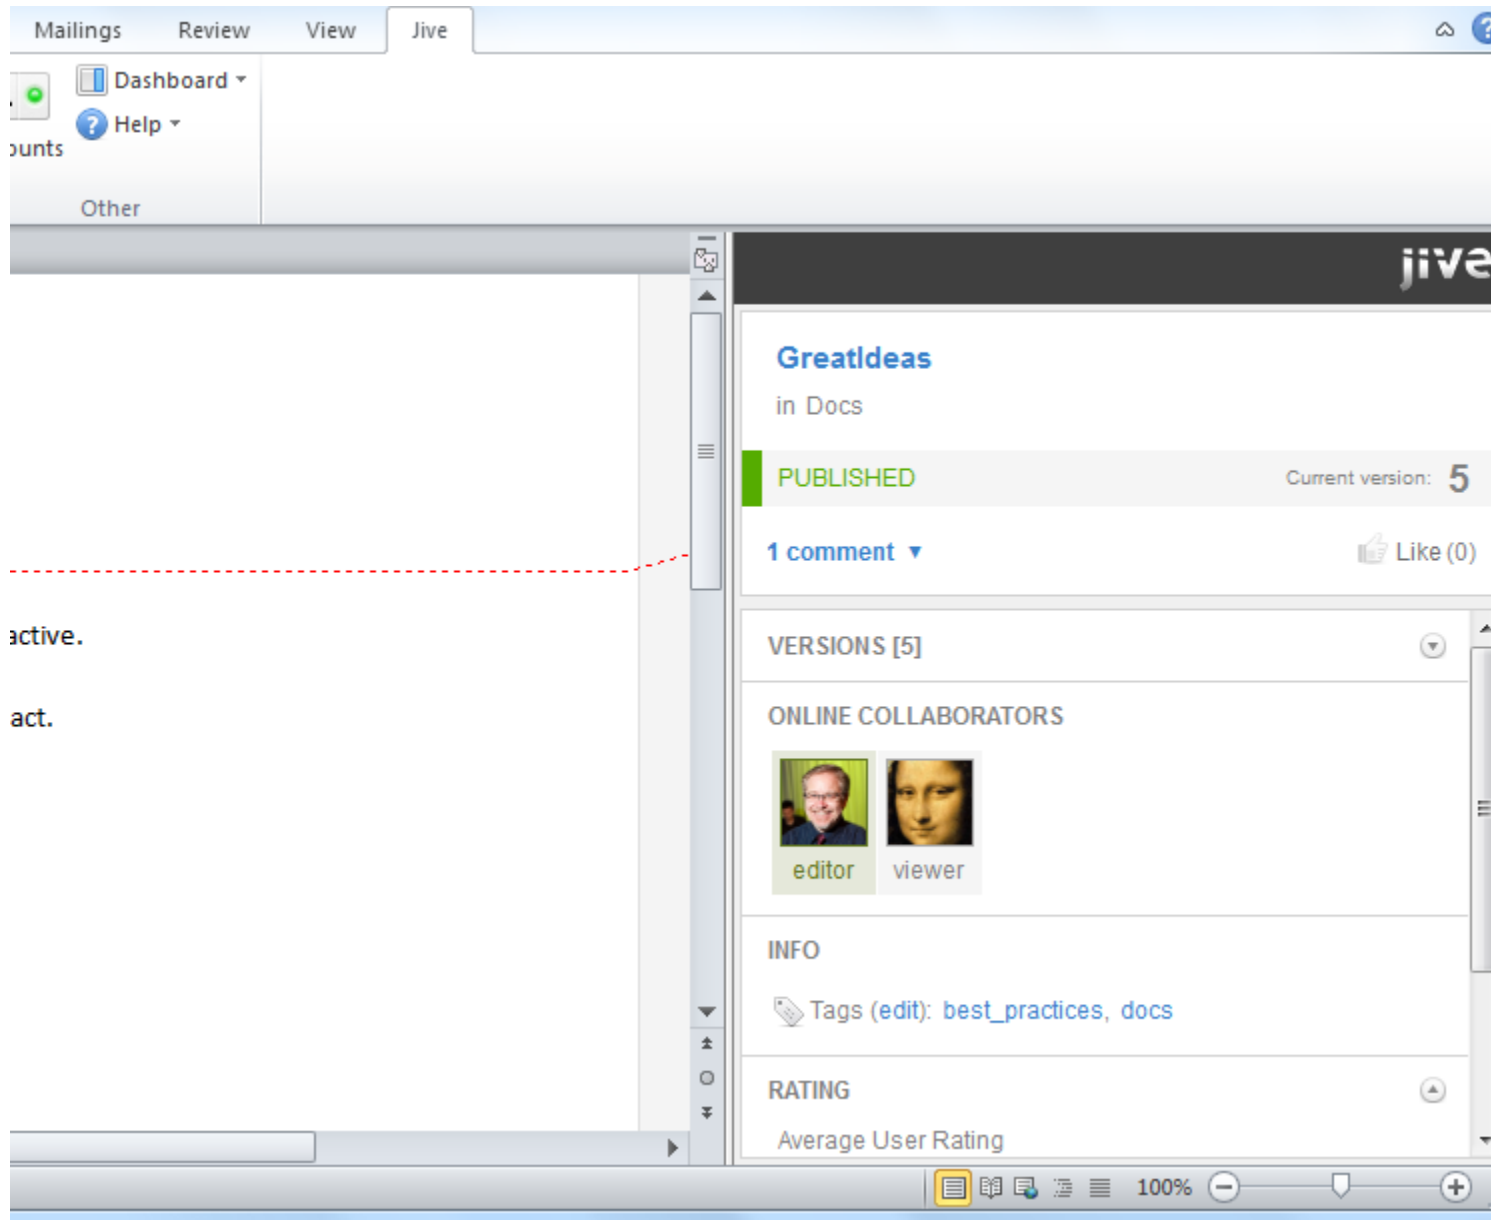 Mailings Review View Jive
Dashboard
Help
ounts
Other
jive
GreatIdeas
in Docs
PUBLISHED Current version: 5
1 comment Like (0)
active.
VERSIONS [5]
act.
ONLINE COLLABORATORS
editor viewer
INFO
Tags (edit): best_practices, docs
RATING
Average User Rating
100%